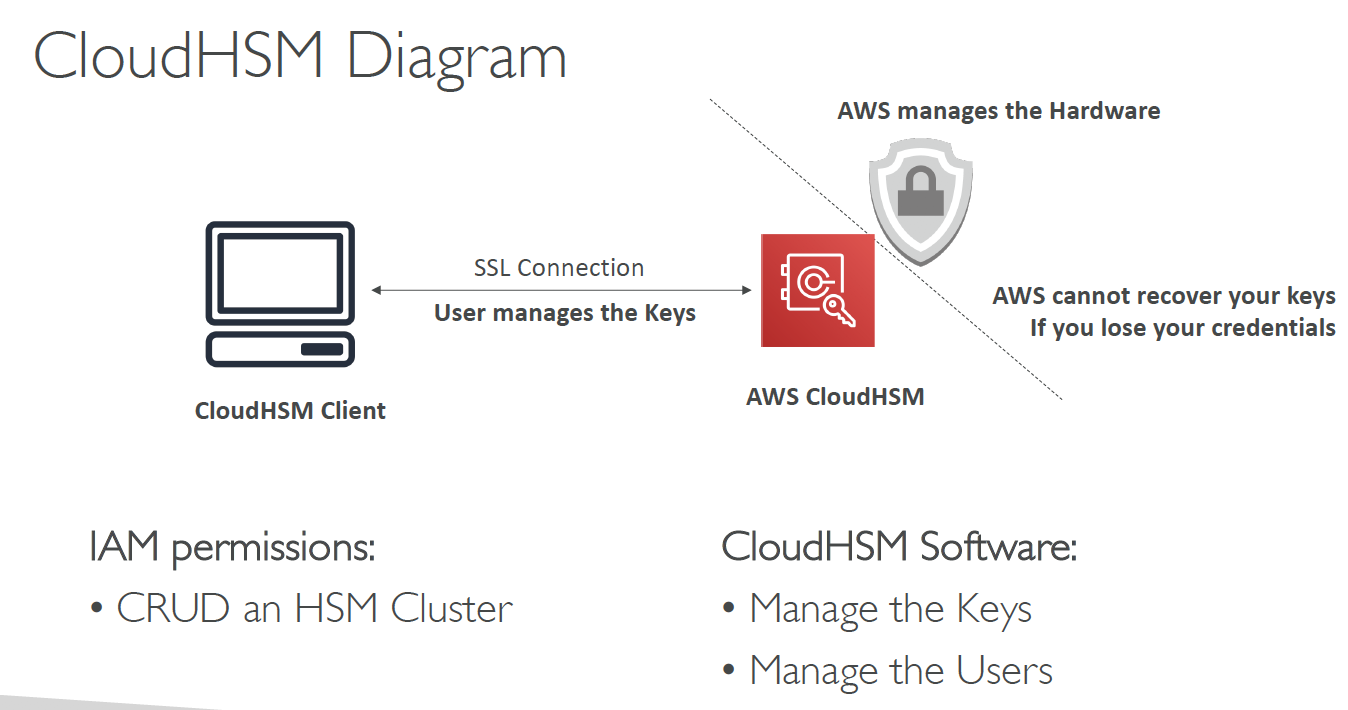 CloudHSM Diagram
AWS manages the Hardware
SSL Connection
User manages the Keys
AWS cannot recover your keys
If you lose your credentials
CloudHSM Client
AWS CloudHSM
IAM permissions:
• CRUD an HSM Cluster
CloudHSM Software:
• Manage the Keys
• Manage the Users